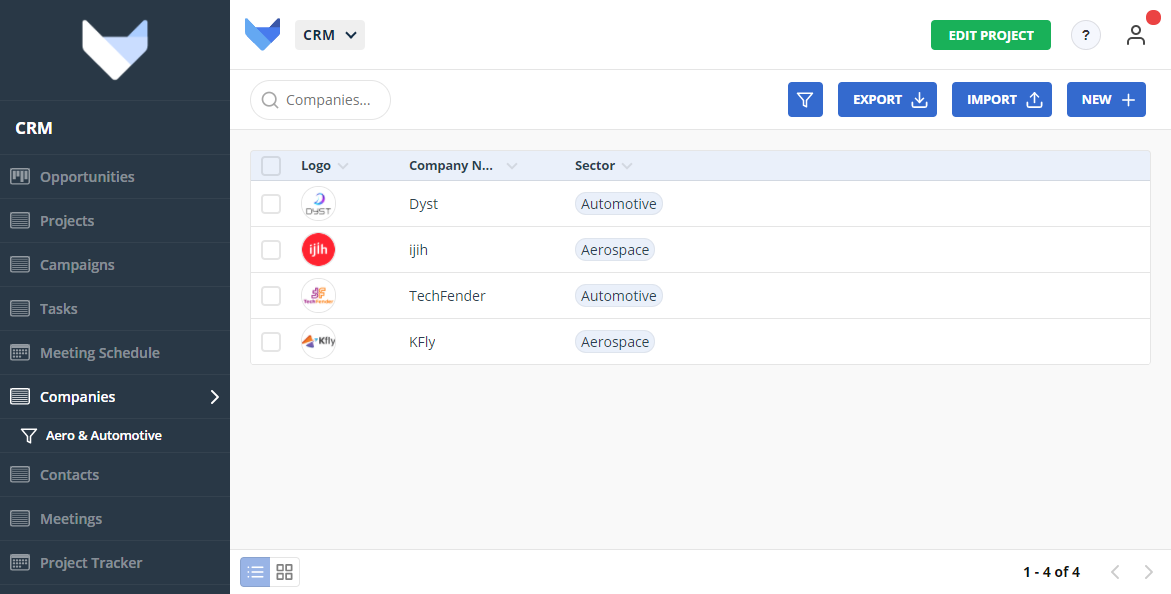 CRM
EDIT PROJECT
?
Companies...
EXPORT
IMPORT
NEW
CRM
Opportunities
Projects
Campaigns
Tasks
Meeting Schedule
Companies
Aero & Automotive
Contacts
Meetings
Project Tracker
Logo Company N... Sector
DYST Dyst Automotive
ijih ijih Aerospace
TechFender TechFender Automotive
Kfly KFly Aerospace
1 - 4 of 4